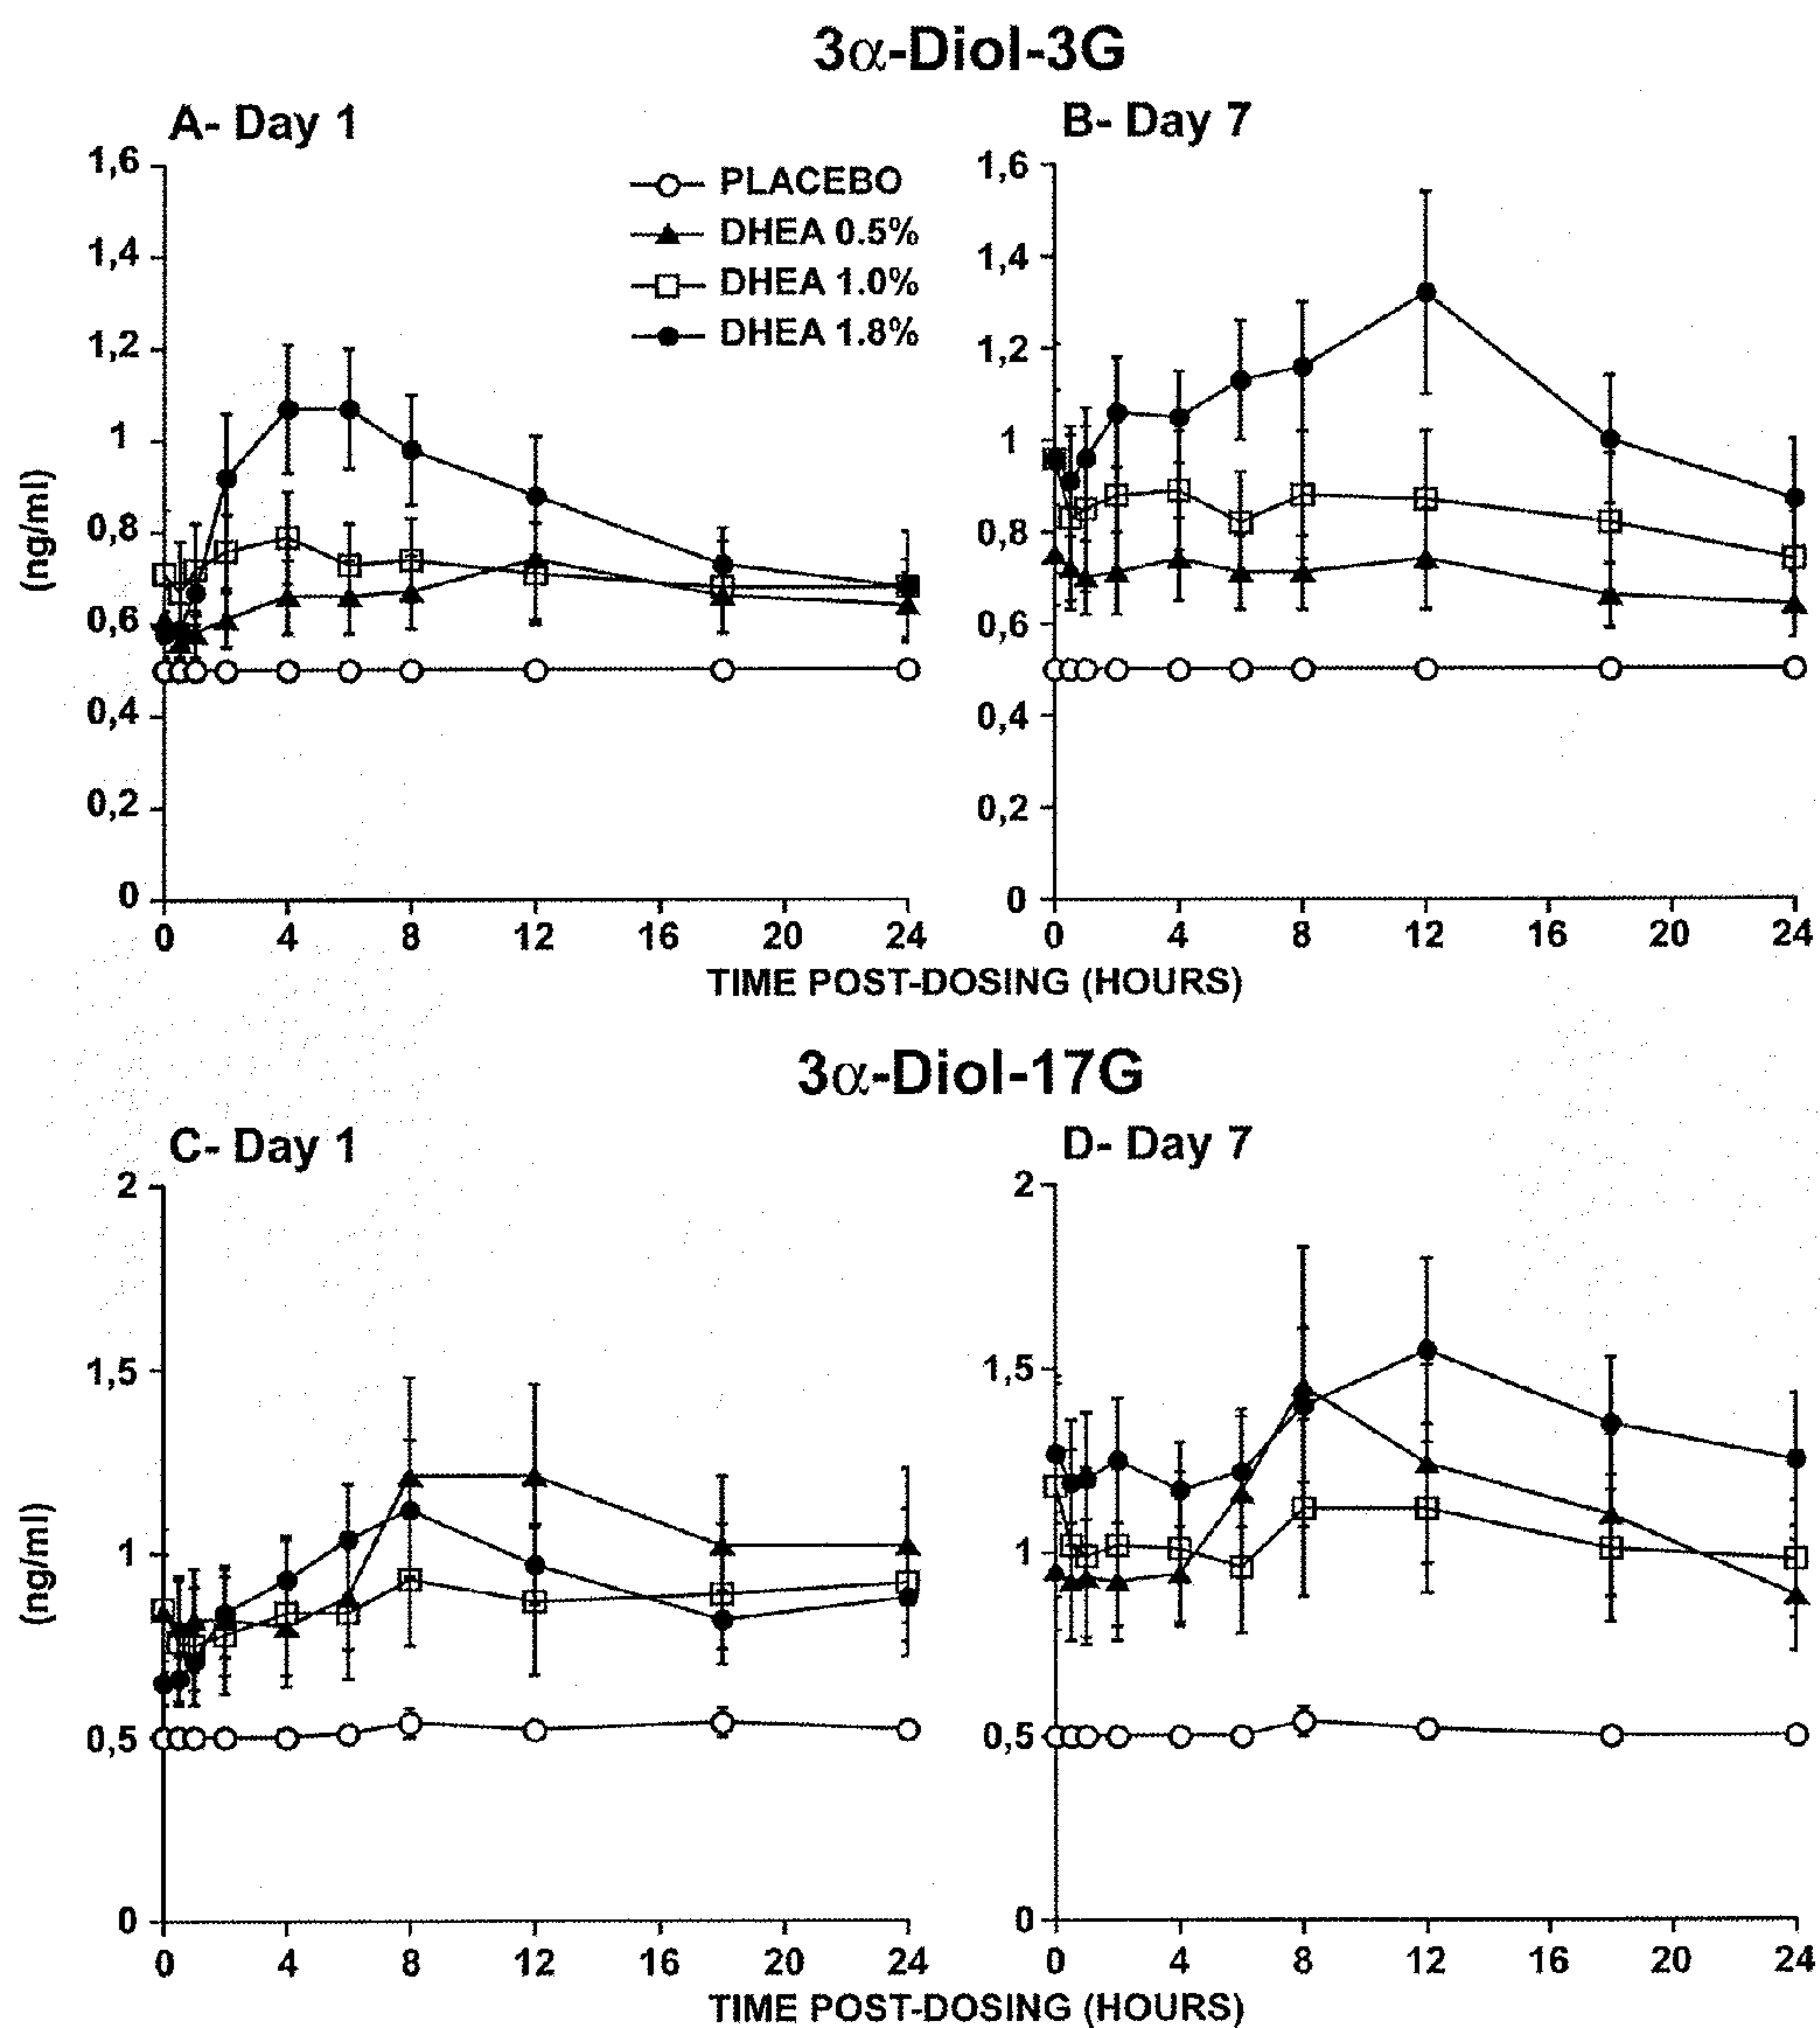 3α-Diol-3G
A- Day 1
B- Day 7
1,6
1,4
1,2
1
0,8
0,6
0,4
0,2
0
(ng/ml)
PLACEBO
DHEA 0.5%
DHEA 1.0%
DHEA 1.8%
1,6
1,4
1,2
1
0,8
0,6
0,4
0,2
0
0 4 8 12 16 20 24
0 4 8 12 16 20 24
TIME POST-DOSING (HOURS)
3α-Diol-17G
C- Day 1
D- Day 7
2
1,5
1
0,5
0
(ng/ml)
2
1,5
1
0,5
0
0 4 8 12 16 20 24
0 4 8 12 16 20 24
TIME POST-DOSING (HOURS)